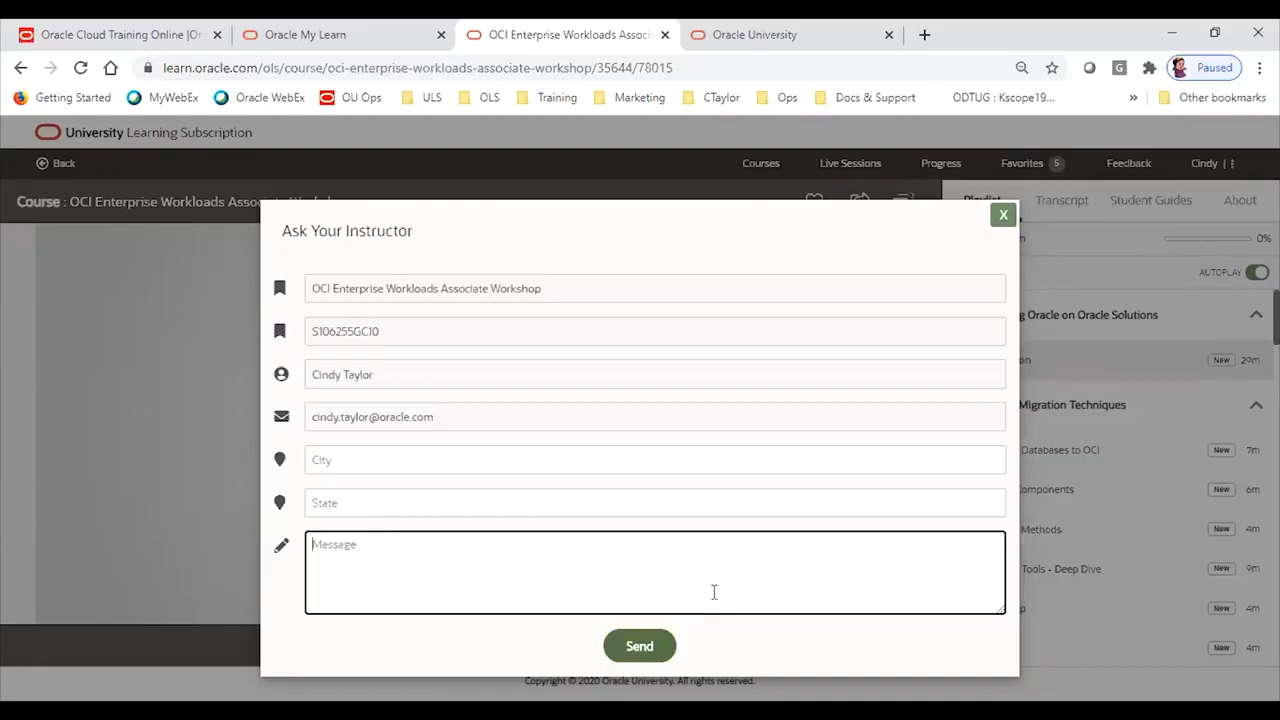 Oracle Cloud Training Online |Or
Oracle My Learn
OCI Enterprise Workloads Associ
Oracle University
learn.oracle.com/ols/course/oci-enterprise-workloads-associate-workshop/35644/78015
Paused
Getting Started
MyWebEx
Oracle WebEx
OU Ops
ULS
OLS
Training
Marketing
CTaylor
Ops
Docs & Support
ODTUG : Kscope19...
»
Other bookmarks
University Learning Subscription
Back
Courses
Live Sessions
Progress
Favorites 5
Feedback
Cindy |
Course : OCI Enterprise Workloads Associate
Playlist
Transcript
Student Guides
About
m
0%
Ask Your Instructor
X
AUTOPLAY
OCI Enterprise Workloads Associate Workshop
g Oracle on Oracle Solutions
S106255GC10
on
New
29m
Cindy Taylor
Migration Techniques
cindy.taylor@oracle.com
Databases to OCI
New
7m
City
omponents
New
6m
State
Methods
New
4m
Message
Tools - Deep Dive
New
9m
p
New
4m
Send
New
4m
Copyright © 2020 Oracle University. All rights reserved.